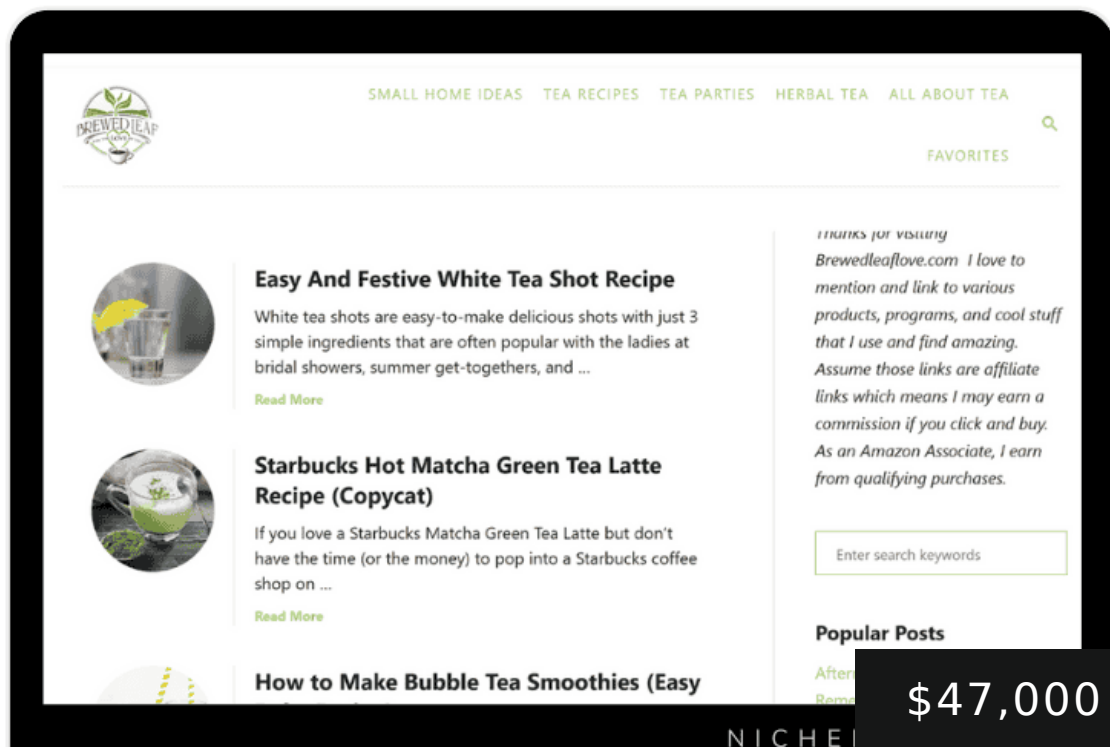 SMALL HOME IDEAS TEA RECIPES TEA PARTIES HERBAL TEA ALL ABOUT TEA
FAVORITES
BREWED LEAF
LOVE
Easy And Festive White Tea Shot Recipe
White tea shots are easy-to-make delicious shots with just 3
simple ingredients that are often popular with the ladies at
bridal showers, summer get-togethers, and ...
Read More
Starbucks Hot Matcha Green Tea Latte
Recipe (Copycat)
If you love a Starbucks Matcha Green Tea Latte but don't
have the time (or the money) to pop into a Starbucks coffee
shop on ...
Read More
How to Make Bubble Tea Smoothies (Easy
Thanks for visiting
Brewedleaflove.com I love to
mention and link to various
products, programs, and cool stuff
that I use and find amazing.
Assume those links are affiliate
links which means I may earn a
commission if you click and buy.
As an Amazon Associate, I earn
from qualifying purchases.
Enter search keywords
Popular Posts
$47,000